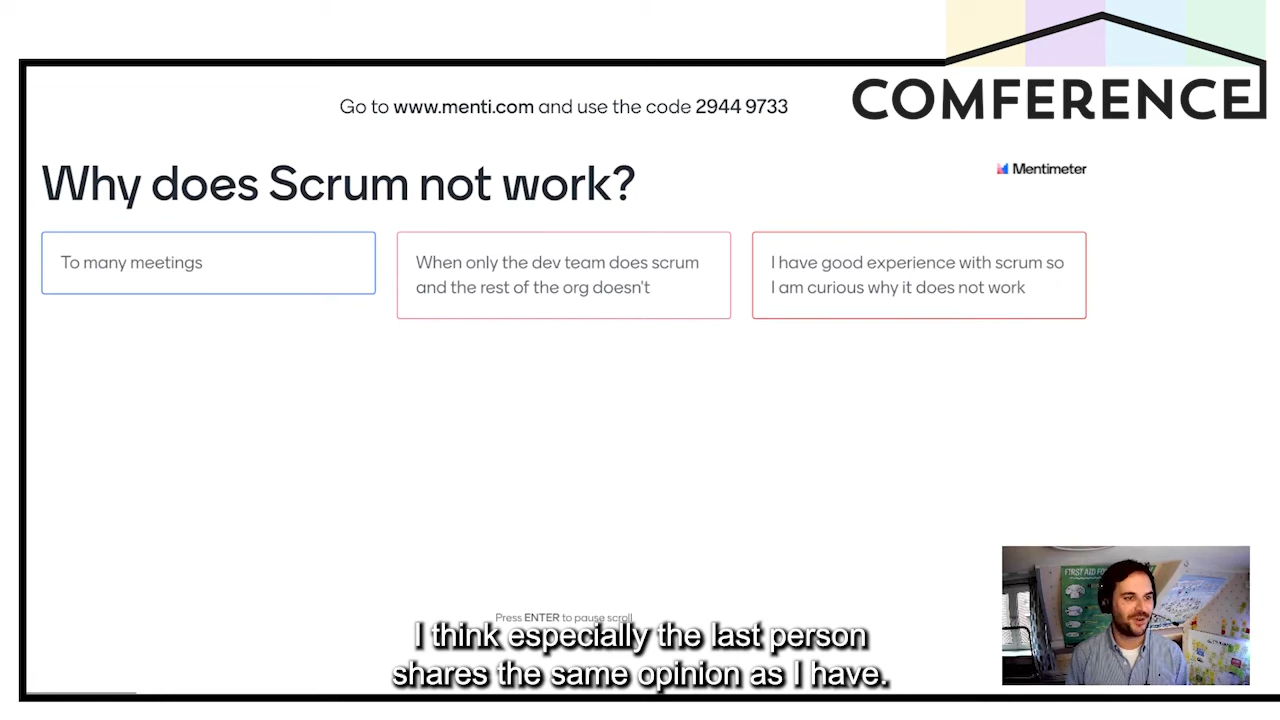 COMFERENCE
Go to www.menti.com and use the code 2944 9733
Mentimeter
Why does Scrum not work?
To many meetings
When only the dev team does scrum
and the rest of the org doesn't
I have good experience with scrum so
I am curious why it does not work
Press ENTER to pause scroll
I think especially the last person
shares the same opinion as I have.
FIRST AID